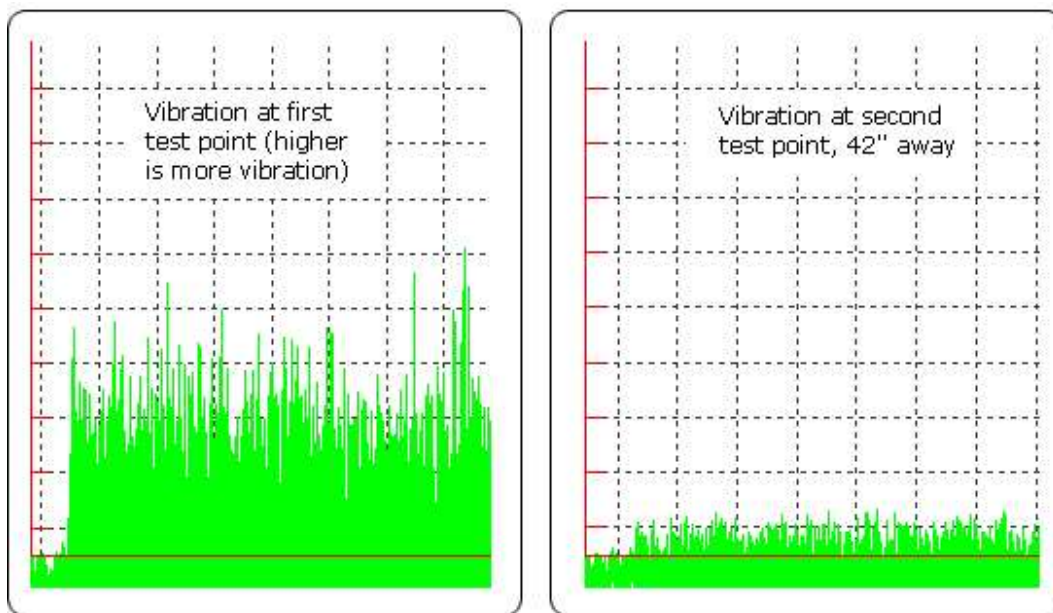 Vibration at first
test point (higher
is more vibration)
Vibration at second
test point, 42" away